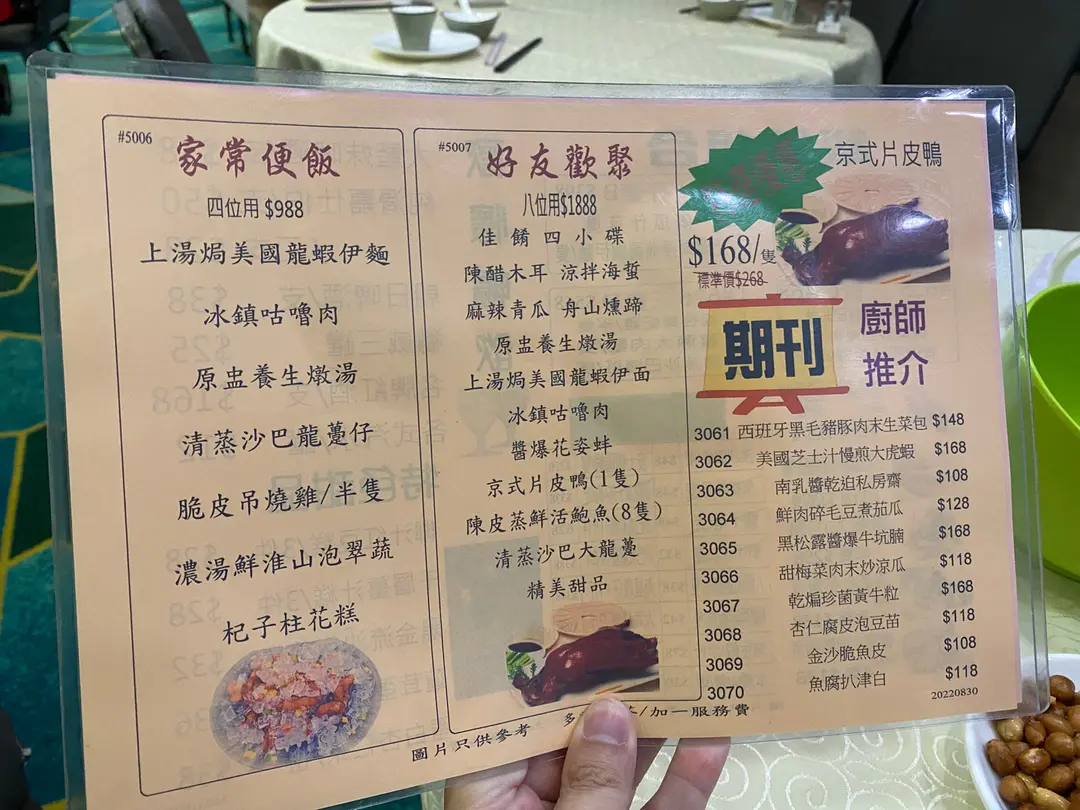 #5006
家常便飯
四位用 $988
上湯焗美國龍蝦伊麵
冰鎮咕嚕肉
原盅養生燉湯
清蒸沙巴龍躉仔
脆皮吊燒雞/半隻
濃湯鮮淮山泡翠蔬
杞子桂花糕
#5007
好友歡聚
八位用$1888
佳餚四小碟
陳醋木耳 涼拌海蜇
麻辣青瓜 舟山燻蹄
原盅養生燉湯
上湯焗美國龍蝦伊面
冰鎮咕嚕肉
醬爆花姿蚌
京式片皮鴨(1隻)
陳皮蒸鮮活鮑魚(8隻)
清蒸沙巴大龍躉
精美甜品
京式片皮鴨
$168/隻
標準價$268
期刊
廚師
推介
3061 西班牙黑毛豬豚肉末生菜包 $148
3062 美國芝士汁慢煎大虎蝦 $168
3063 南乳醬乾迫私房齋 $108
3064 鮮肉碎毛豆煮茄瓜 $128
3065 黑松露醬爆牛坑腩 $168
3066 甜梅菜肉末炒涼瓜 $118
3067 乾煸珍菌黃牛粒 $168
3068 杏仁腐皮泡豆苗 $118
3069 金沙脆魚皮 $108
3070 魚腐扒津白 $118
20220830
圖片只供參考
/加一服務費